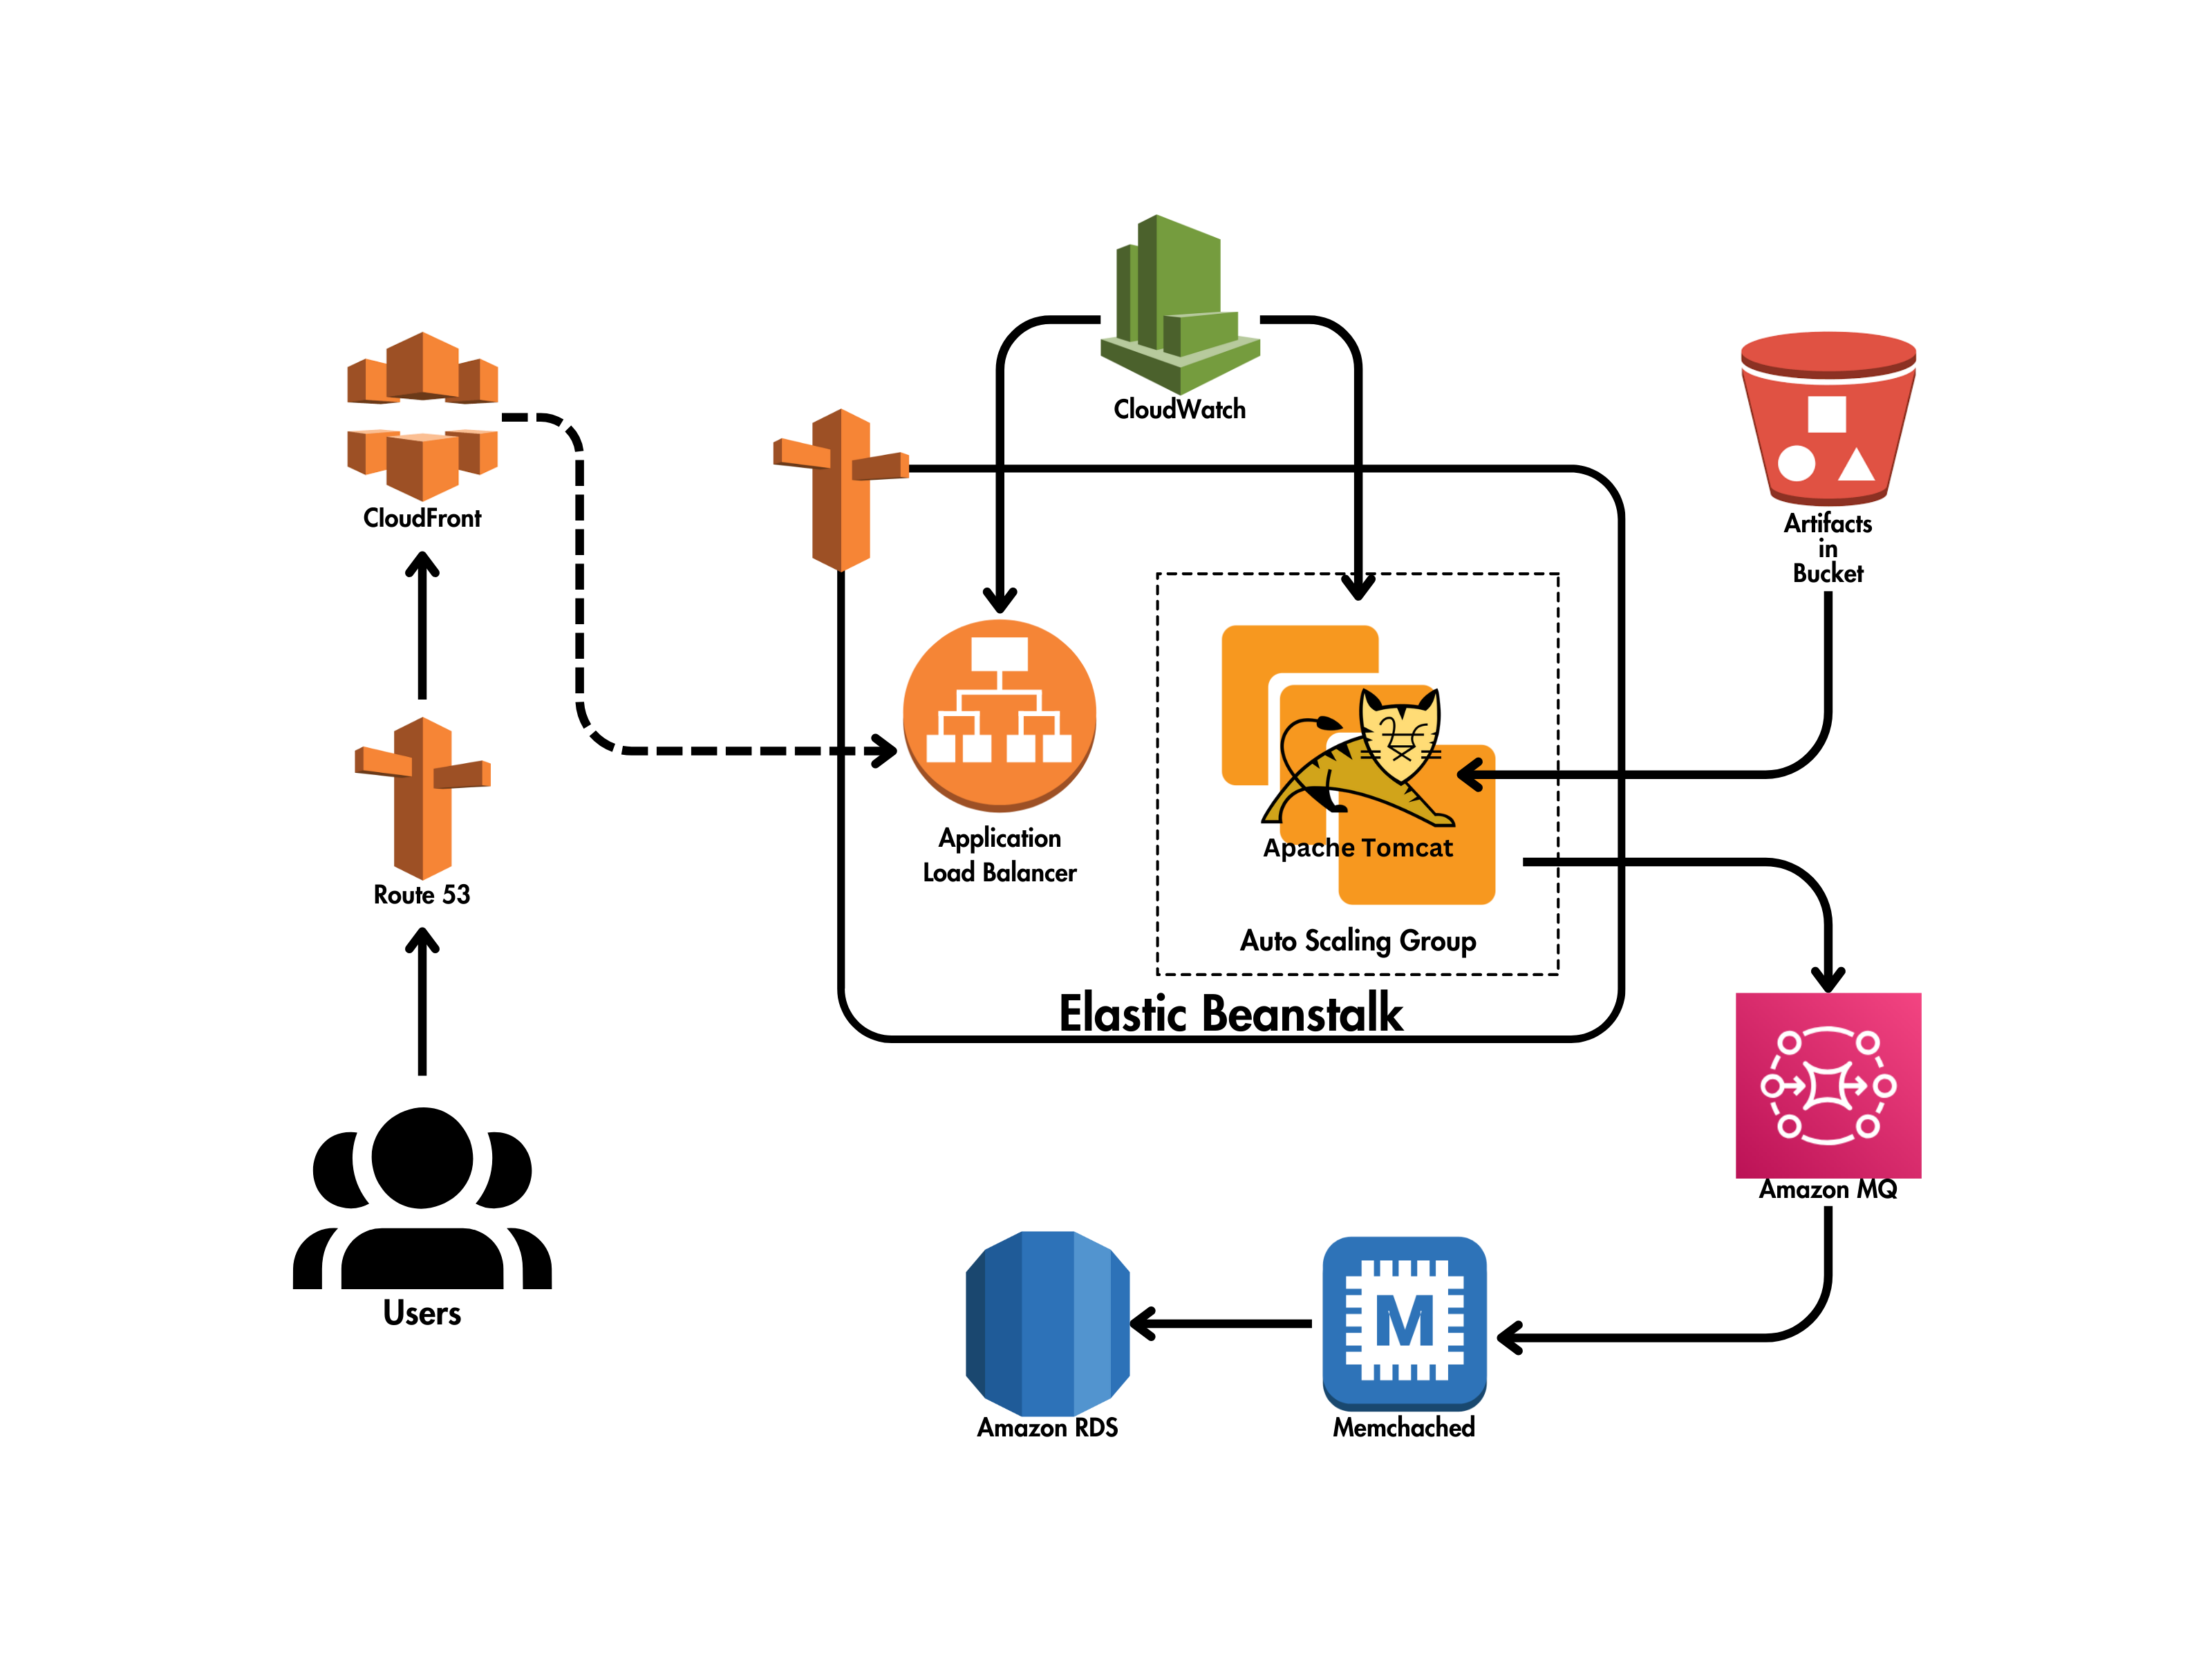 CloudWatch
CloudFront
Artifacts
in
Bucket
Application
Load Balancer
Apache Tomcat
Route 53
Auto Scaling Group
Elastic Beanstalk
Amazon MQ
Users
M
Amazon RDS
Memchached